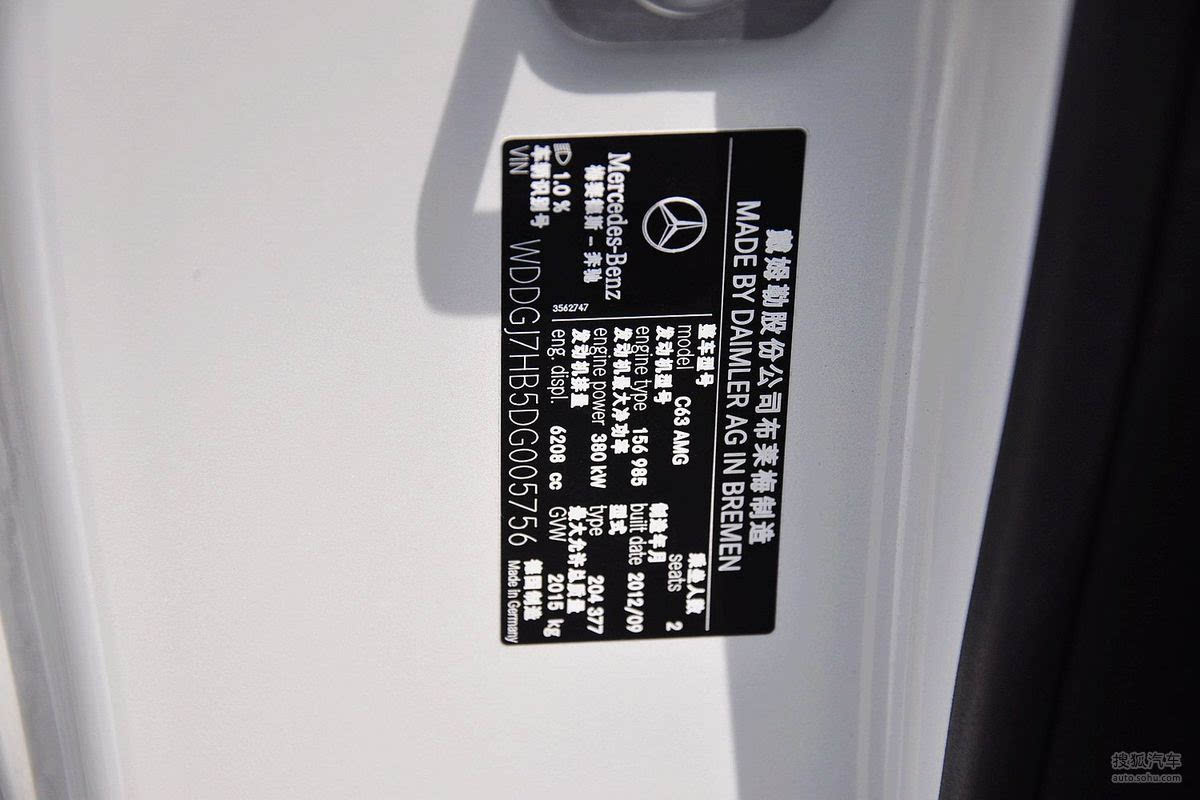 戴姆勒股份公司布莱梅制造
MADE BY DAIMLER AG IN BREMEN
Mercedes-Benz
梅赛德斯-奔驰
3562747
1.0 %
整车型号
model C63 AMG
发动机型号
engine type 156 985
发动机最大净功率
engine power 380 kW
发动机排量
eng. displ. 6208 cc
乘坐人数
seats 2
制造年月
built date 2012/09
型式
type 204 377
最大允许总质量
GVW 2015 kg
车辆识别号
VIN WDDGJ7HB5DG005756
德国制造
Made in Germany
搜狐汽车
auto.sohu.com